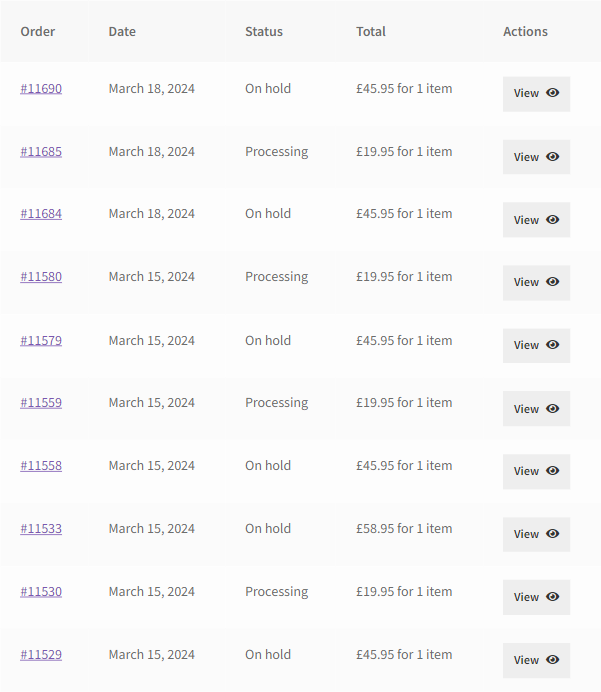 Order Date Status Total Actions
#11690 March 18, 2024 On hold £45.95 for 1 item View
#11685 March 18, 2024 Processing £19.95 for 1 item View
#11684 March 18, 2024 On hold £45.95 for 1 item View
#11580 March 15, 2024 Processing £19.95 for 1 item View
#11579 March 15, 2024 On hold £45.95 for 1 item View
#11559 March 15, 2024 Processing £19.95 for 1 item View
#11558 March 15, 2024 On hold £45.95 for 1 item View
#11533 March 15, 2024 On hold £58.95 for 1 item View
#11530 March 15, 2024 Processing £19.95 for 1 item View
#11529 March 15, 2024 On hold £45.95 for 1 item View